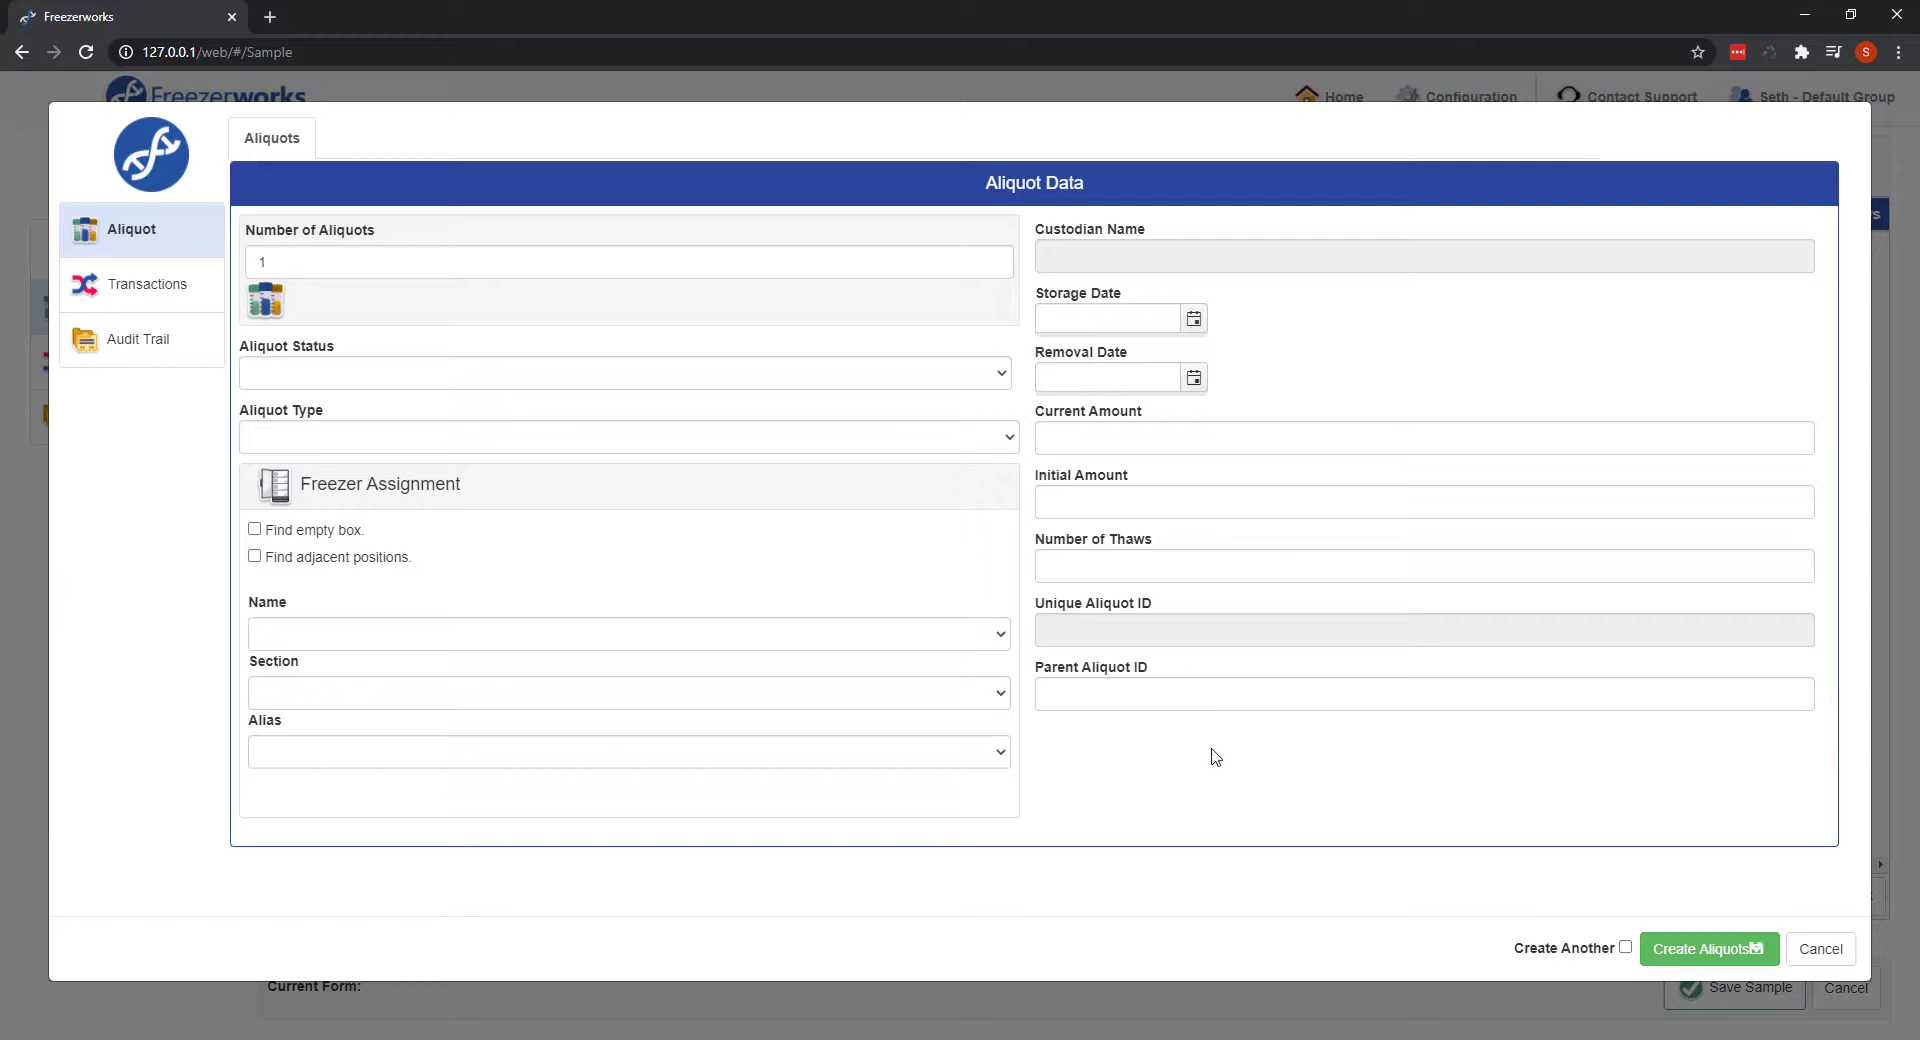 Freezerworks
127.0.0.1/web/#/Sample
S
Freezerworks
Home
Configuration
Contact Support
Seth - Default Group
Aliquots
Aliquot Data
Aliquot
Transactions
Audit Trail
Number of Aliquots
1
Aliquot Status
Aliquot Type
Freezer Assignment
Find empty box.
Find adjacent positions.
Name
Section
Alias
Custodian Name
Storage Date
Removal Date
Current Amount
Initial Amount
Number of Thaws
Unique Aliquot ID
Parent Aliquot ID
Create Another
Create Aliquots
Cancel
Current Form:
Save Sample
Cancel